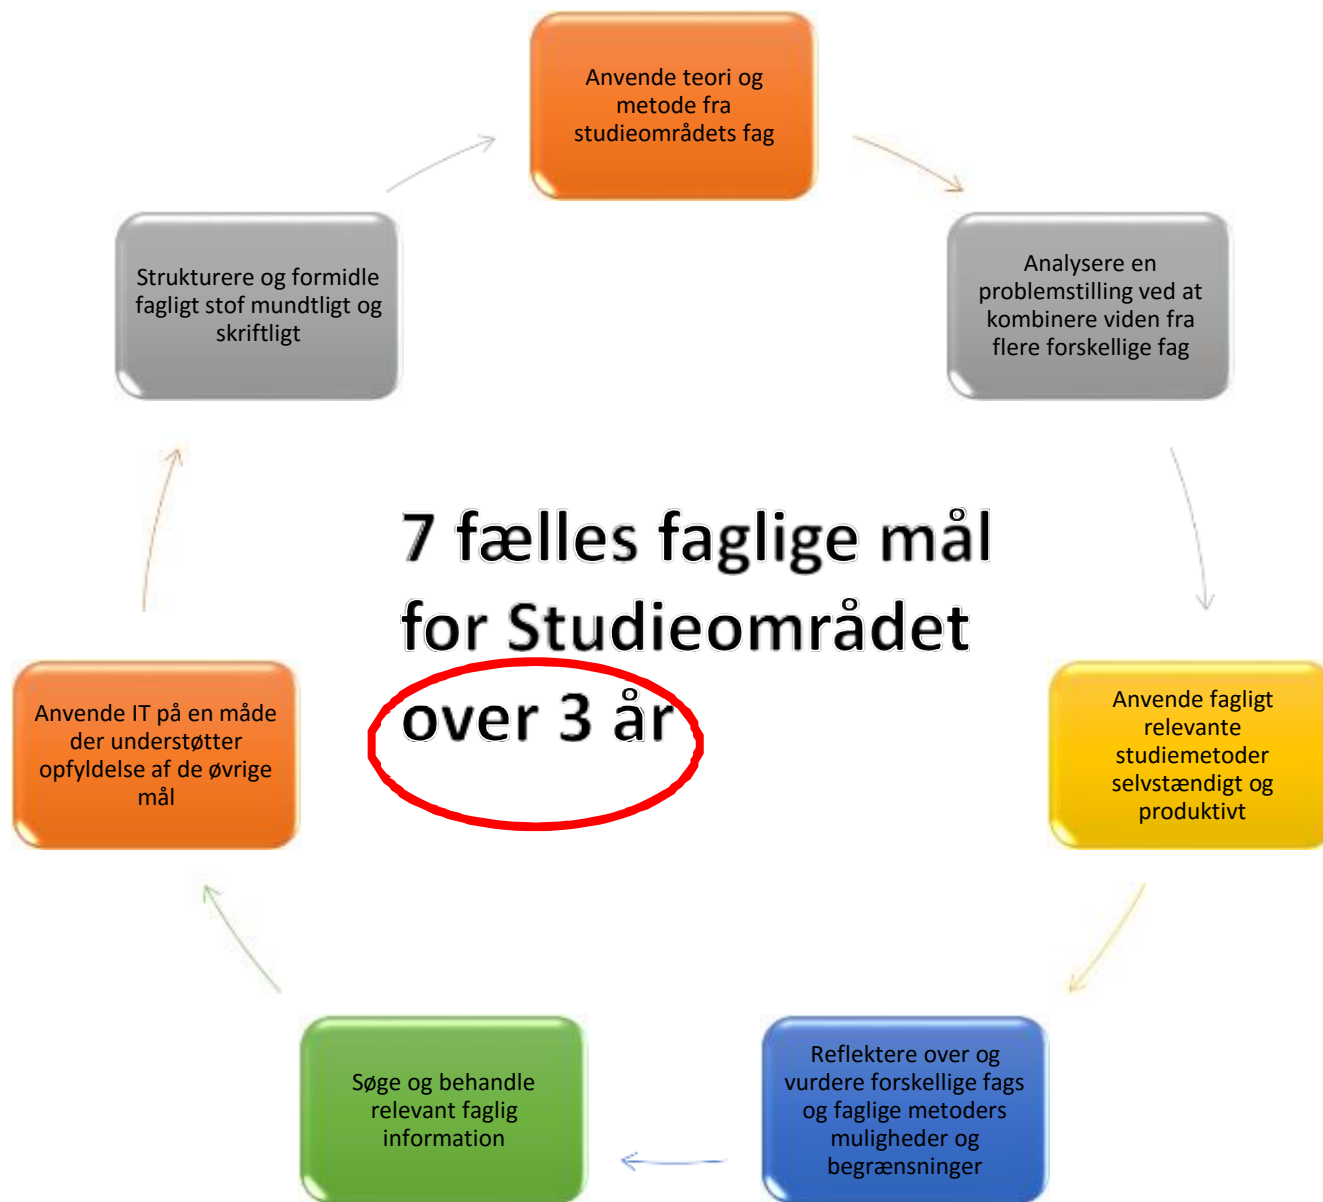 Anvende teori og
metode fra
studieområdets fag
Analysere en
problemstilling ved at
kombinere viden fra
flere forskellige fag
Anvende fagligt
relevante
studiemetoder
selvstændigt og
produktivt
Reflektere over og
vurdere forskellige fags
og faglige metoders
muligheder og
begrænsninger
Søge og behandle
relevant faglig
information
Anvende IT på en måde
der understøtter
opfyldelse af de øvrige
mål
Strukturere og formidle
fagligt stof mundtligt og
skriftligt
7 fælles faglige mål
for Studieområdet
over 3 år